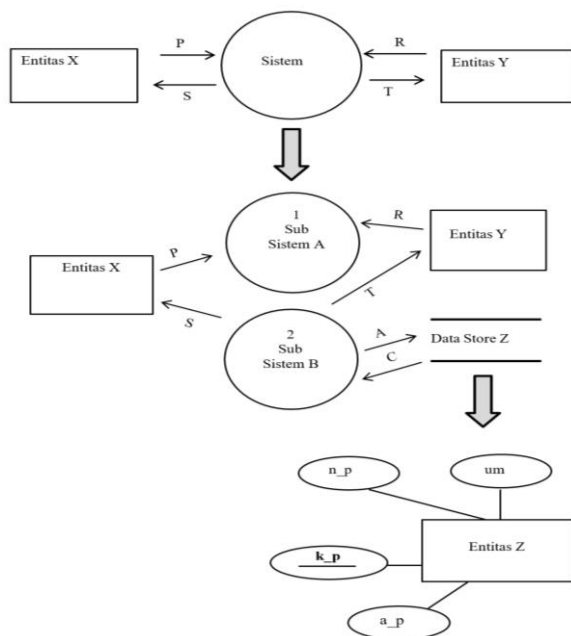 P
R
Entitas X
Sistem
Entitas Y
S
T
1
Sub
Sistem A
R
Entitas Y
P
Entitas X
T
S
2
Sub
Sistem B
A
Data Store Z
C
n_p
um
k_p
Entitas Z
a_p